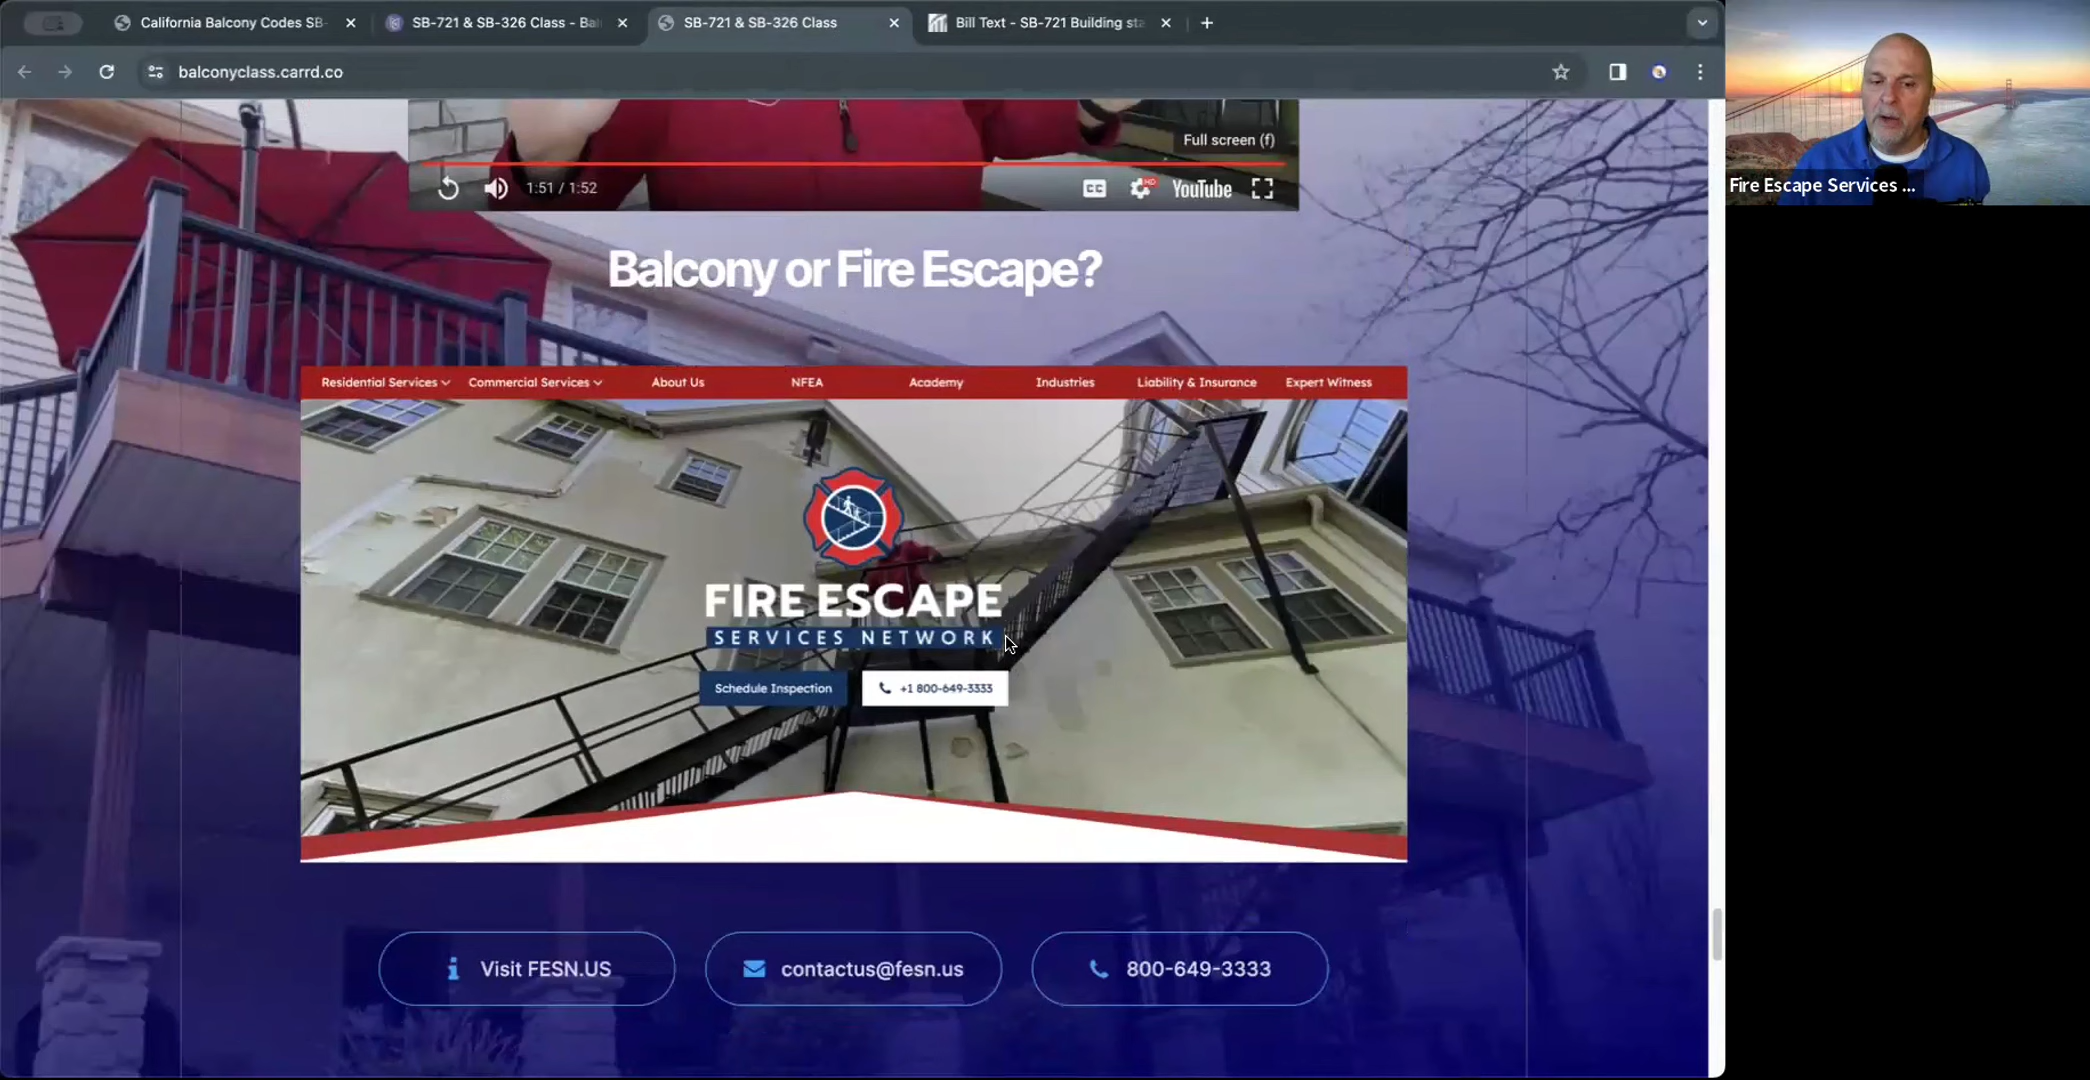 California Balcony Codes SB-
SB-721 & SB-326 Class - Bal
SB-721 & SB-326 Class
Bill Text - SB-721 Building sta
balconyclass.carrd.co
Full screen (f)
1:51 / 1:52
CC
HD
YouTube
Fire Escape Services ...
Balcony or Fire Escape?
Residential Services
Commercial Services
About Us
NFEA
Academy
Industries
Liability & Insurance
Expert Witness
FIRE ESCAPE
SERVICES NETWORK
Schedule Inspection
+1 800-649-3333
Visit FESN.US
contactus@fesn.us
800-649-3333